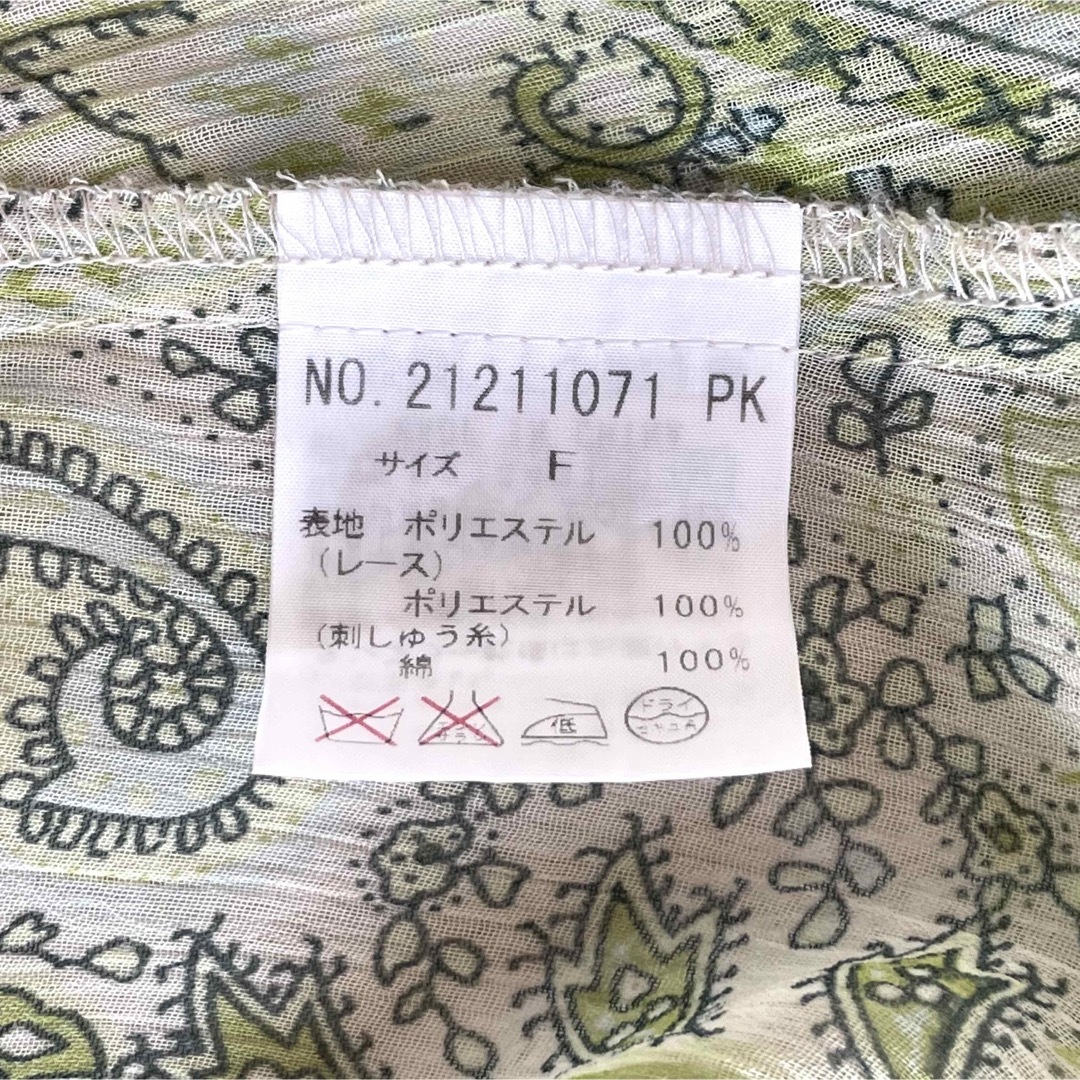 NO. 21211071 PK
サイズ F
表地 ポリエステル 100%
(レース)
ポリエステル 100%
(刺しゅう糸)
綿 100%
低 ドライ